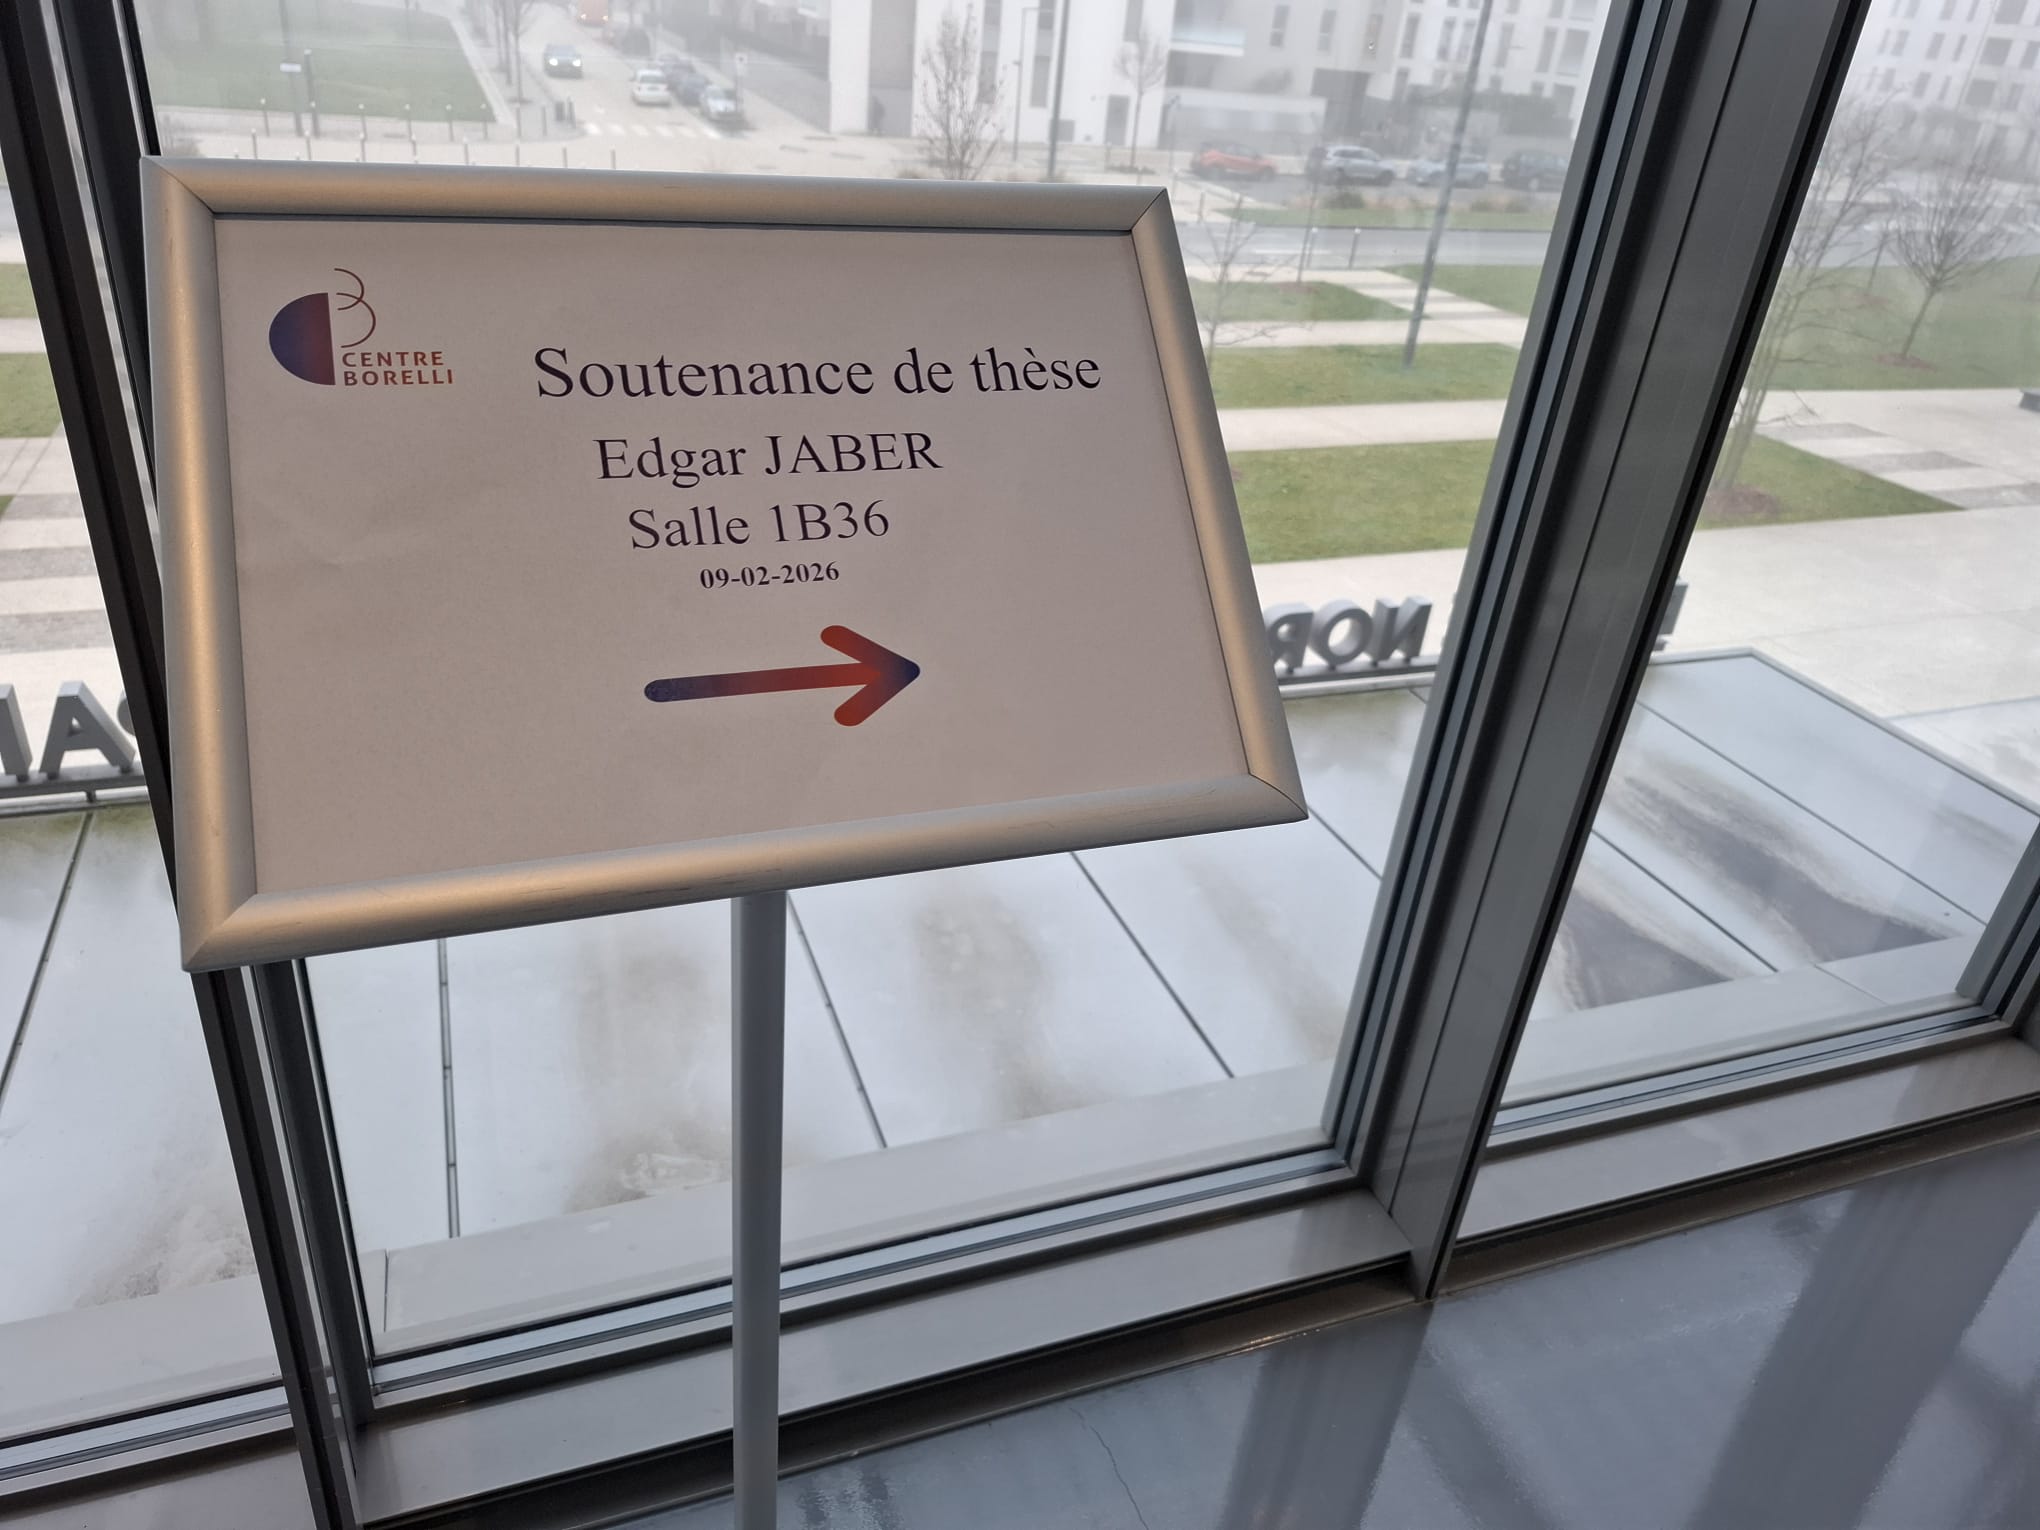 CENTRE
BORELLI
Soutenance de thèse
Edgar JABER
Salle 1B36
09-02-2026